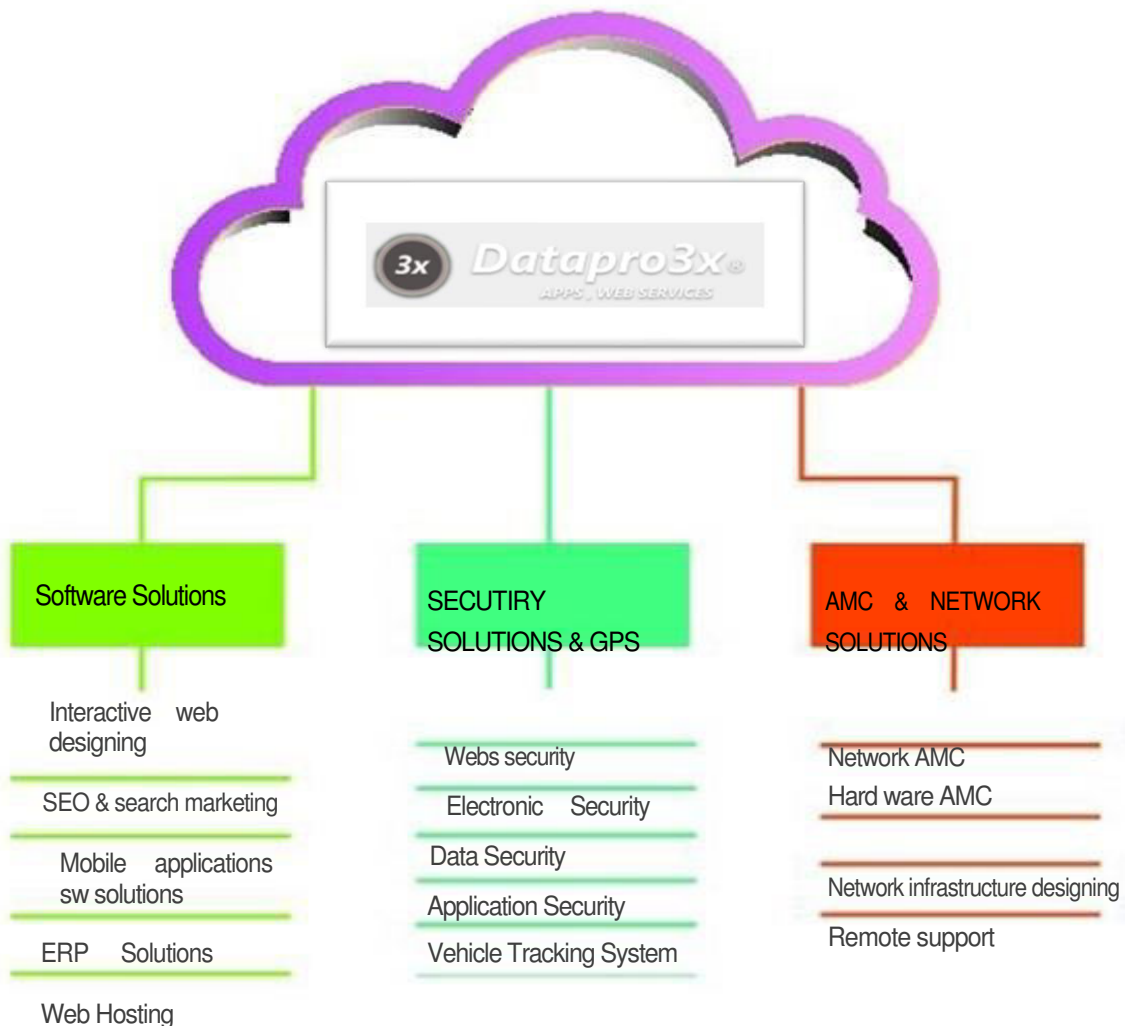 3x
Datapro3x ®
APPS , WEB SERVICES
Software Solutions
Interactive web
designing
SEO & search marketing
Mobile applications
sw solutions
ERP Solutions
Web Hosting
SECUTIRY
SOLUTIONS & GPS
Webs security
Electronic Security
Data Security
Application Security
Vehicle Tracking System
AMC & NETWORK
SOLUTIONS
Network AMC
Hard ware AMC
Network infrastructure designing
Remote support